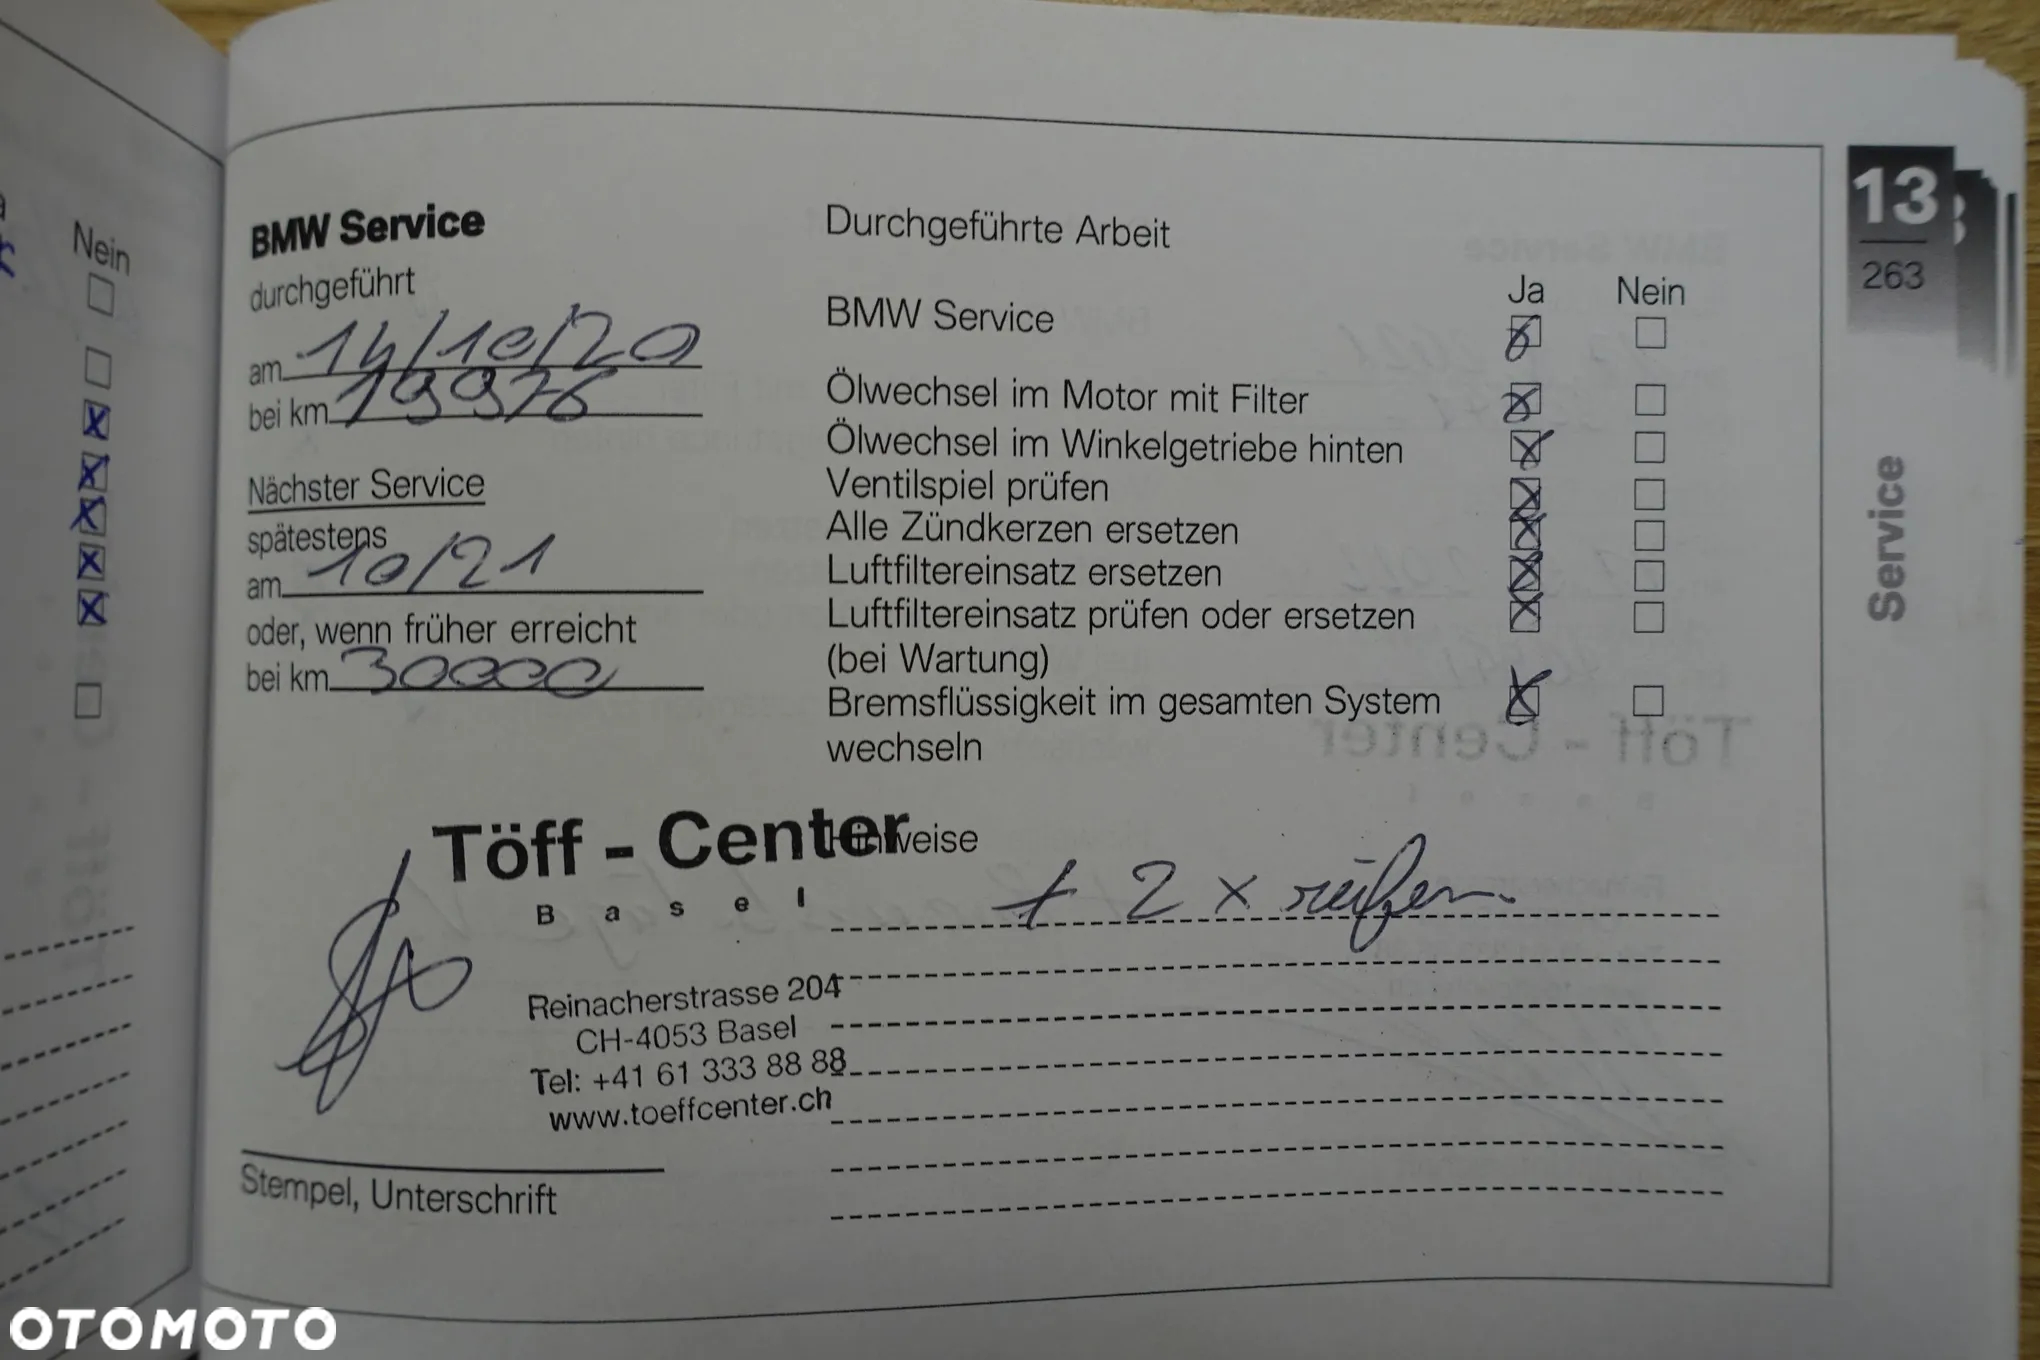 Nein
BMW Service
durchgeführt
am 14/10/20
bei km 19976
Nächster Service
spätestens
am 10/21
oder, wenn früher erreicht
bei km 30000
Durchgeführte Arbeit
Ja Nein
BMW Service
Ölwechsel im Motor mit Filter
Ölwechsel im Winkelgetriebe hinten
Ventilspiel prüfen
Alle Zündkerzen ersetzen
Luftfiltereinsatz ersetzen
Luftfiltereinsatz prüfen oder ersetzen
(bei Wartung)
Bremsflüssigkeit im gesamten System
wechseln
Töff - Center
Basel
Reinacherstrasse 204
CH-4053 Basel
Tel: +41 61 333 88 88
www.toeffcenter.ch
Stempel, Unterschrift
Hinweise
+ 2 x reifen.
13
263
Service
OTOMOTO